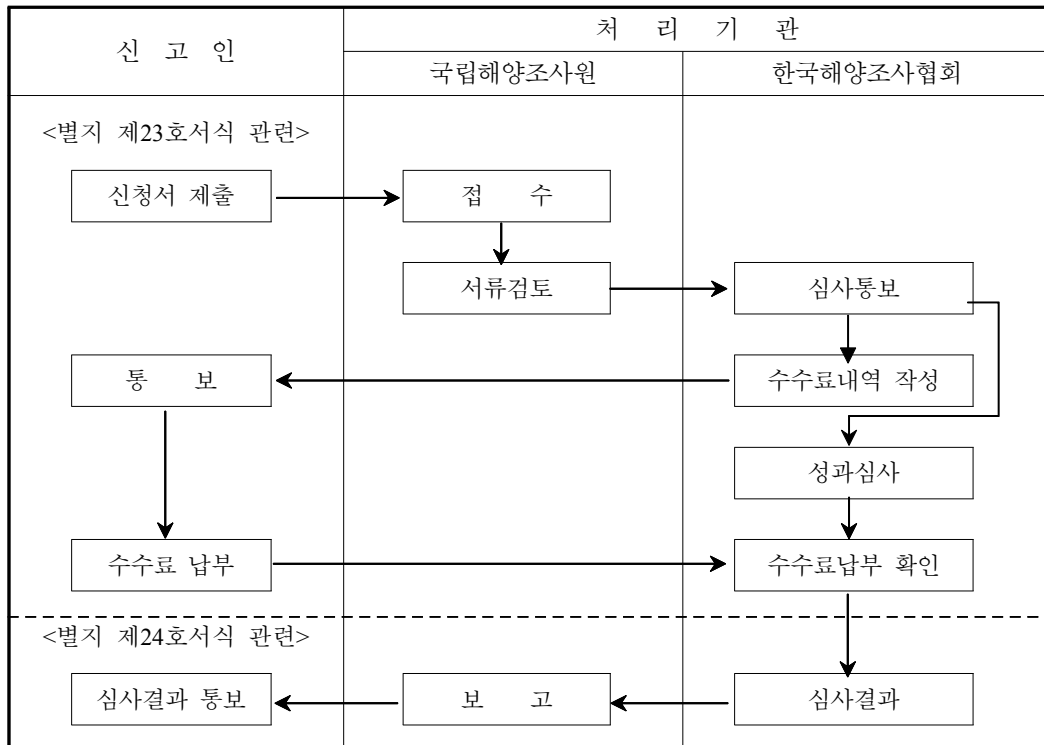 신 고 인
처 리 기 관
국립해양조사원
한국해양조사협회
<별지 제23호서식 관련>
신청서 제출
접 수
서류검토
심사통보
통 보
수수료내역 작성
성과심사
수수료 납부
수수료납부 확인
<별지 제24호서식 관련>
심사결과 통보
보 고
심사결과